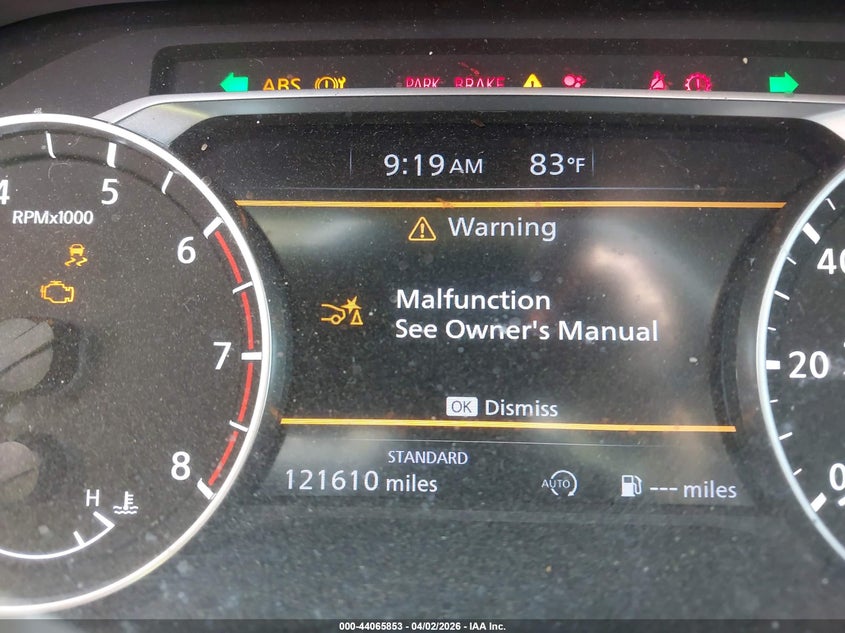 ABS PARK BRAKE
9:19 AM 83°F
4 5 6 7 8
RPMx1000
Warning
Malfunction
See Owner's Manual
OK Dismiss
STANDARD
121610 miles AUTO --- miles
H
40
20
0
000-44065853 - 04/02/2026 - IAA Inc.